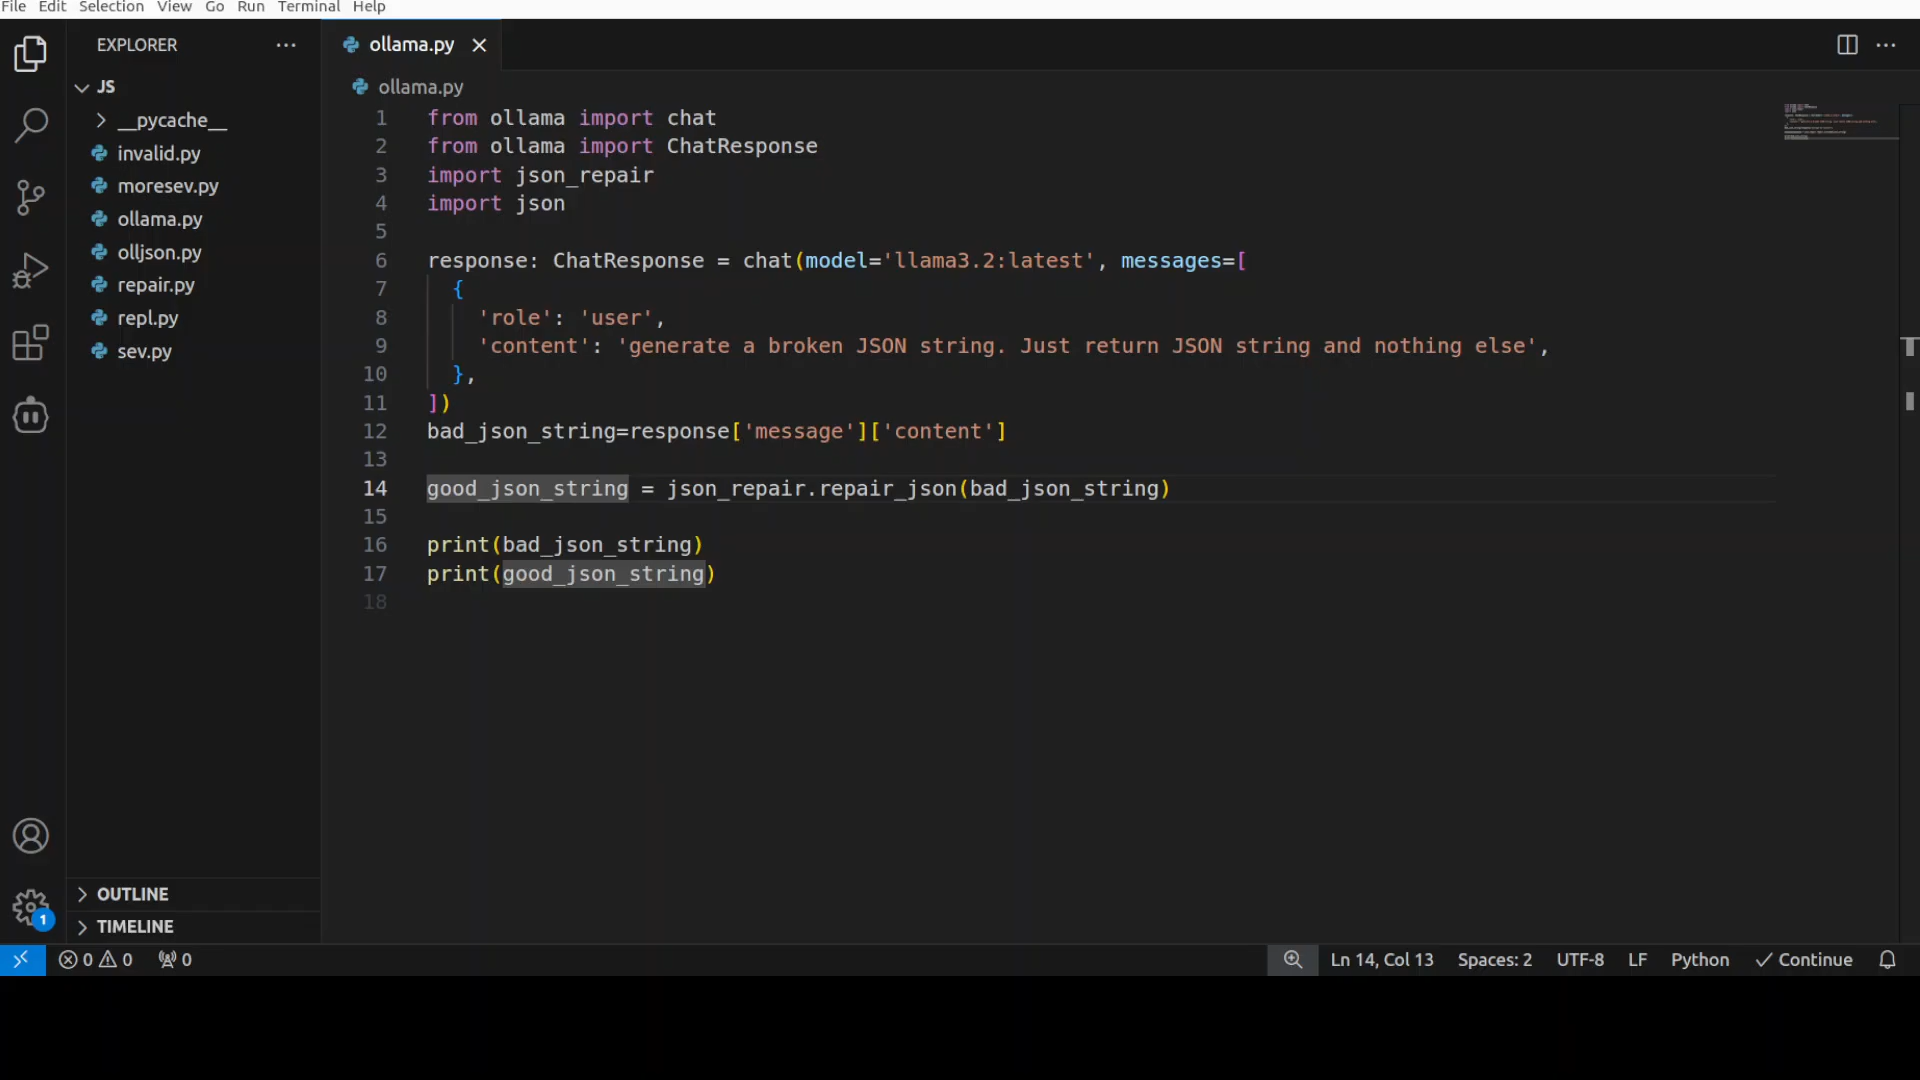 File Edit Selection View Go Run Terminal Help
EXPLORER
JS
__pycache__
invalid.py
moresev.py
ollama.py
olljson.py
repair.py
repl.py
sev.py
OUTLINE
TIMELINE
ollama.py
ollama.py
1 from ollama import chat
2 from ollama import ChatResponse
3 import json_repair
4 import json
5
6 response: ChatResponse = chat(model='llama3.2:latest', messages=[
7 {
8 'role': 'user',
9 'content': 'generate a broken JSON string. Just return JSON string and nothing else',
10 },
11 ])
12 bad_json_string=response['message']['content']
13
14 good_json_string = json_repair.repair_json(bad_json_string)
15
16 print(bad_json_string)
17 print(good_json_string)
18
1
0 0 0 Ln 14, Col 13 Spaces: 2 UTF-8 LF Python Continue